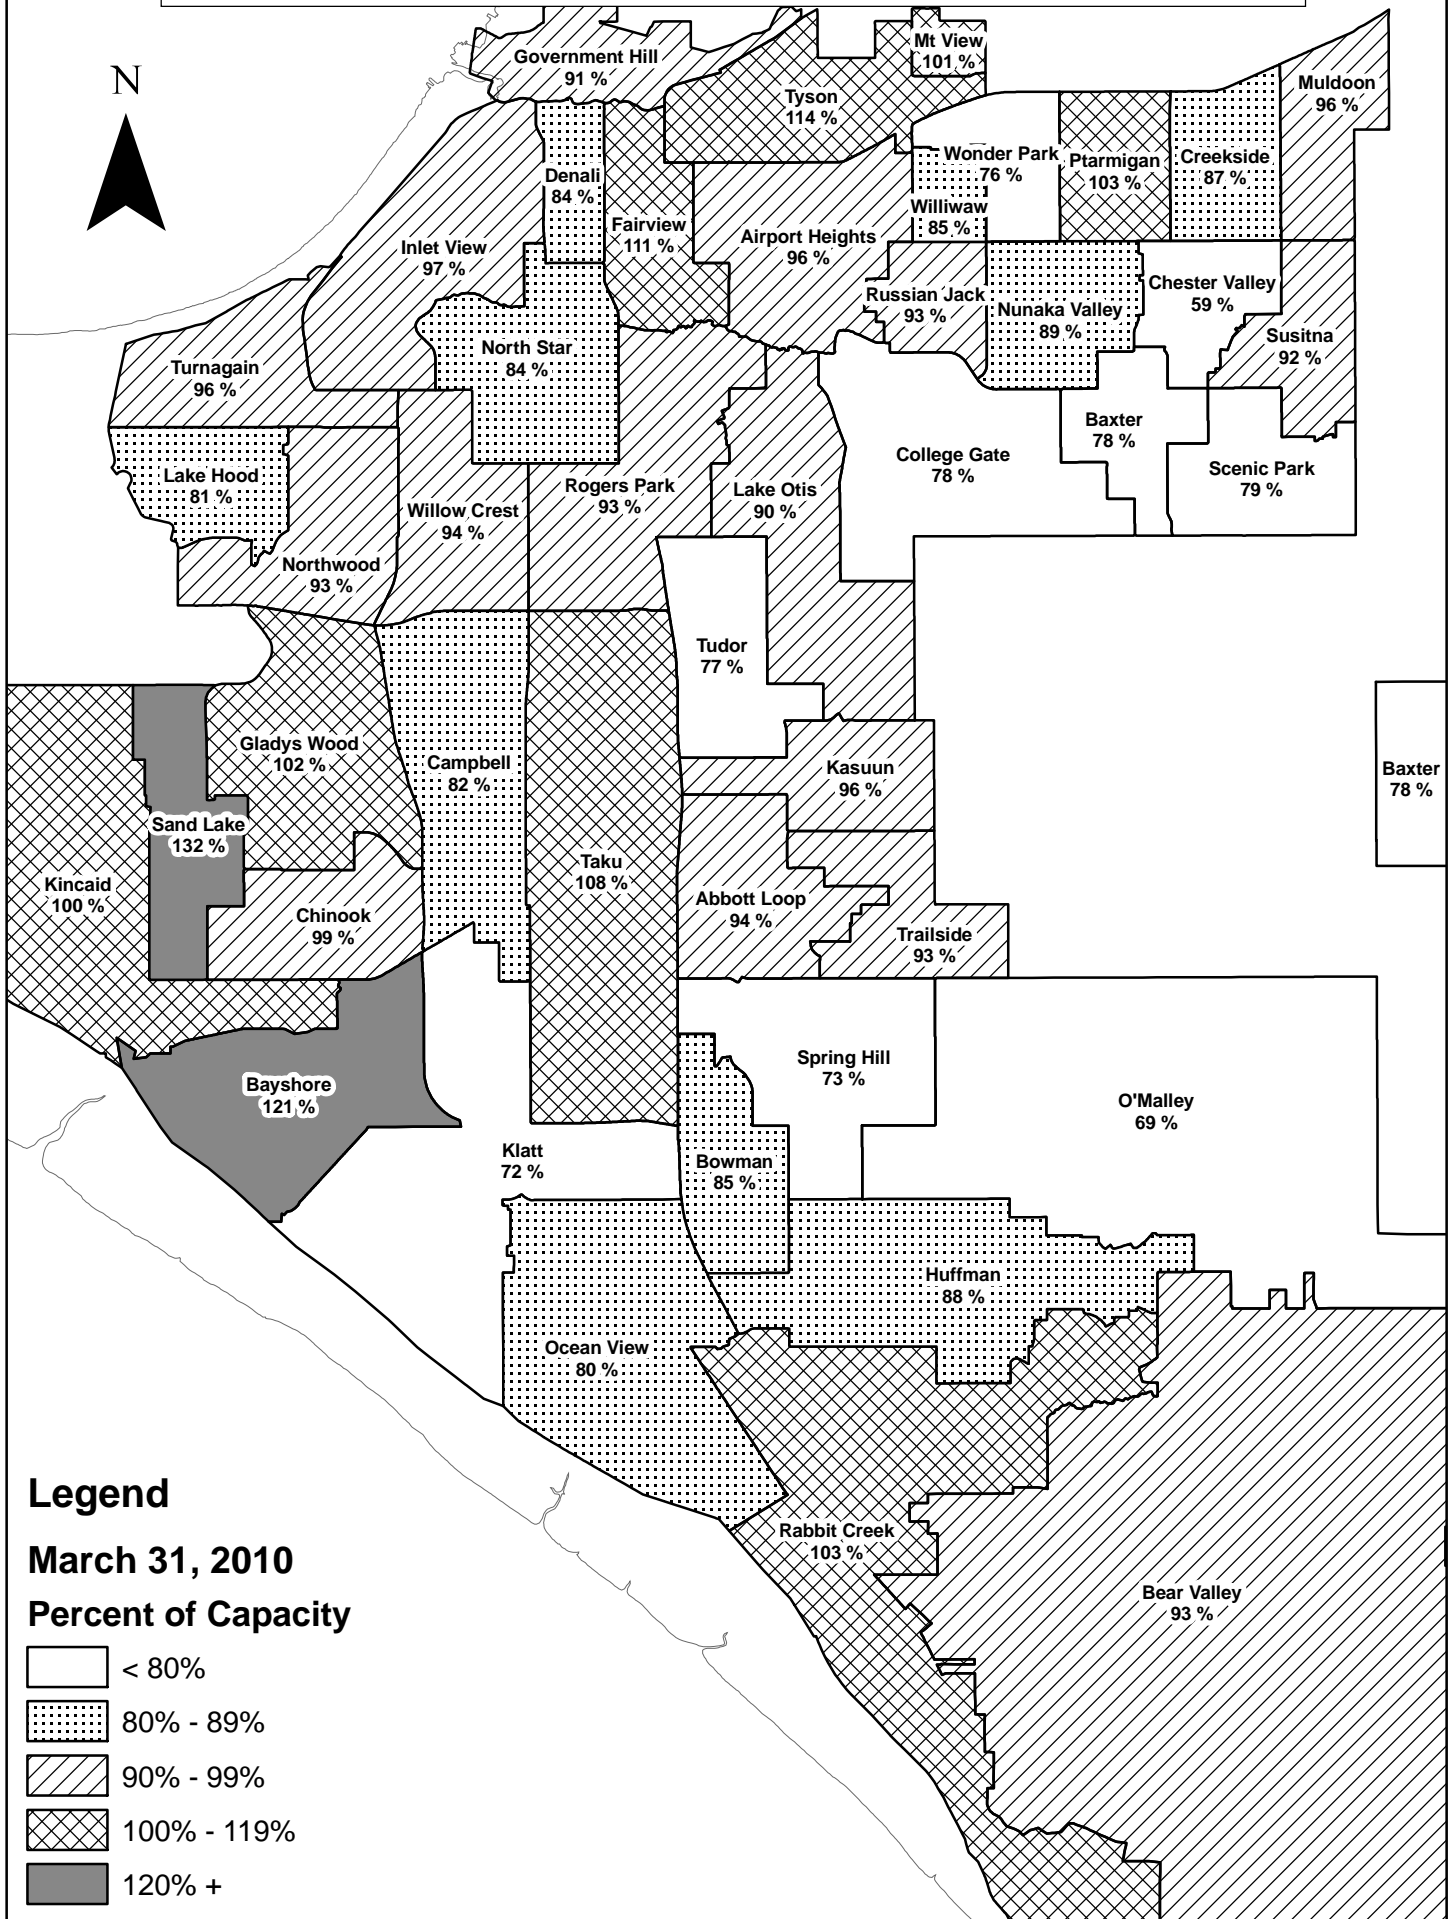 Government Hill
91 %
Mt View
101 %
Muldoon
96 %
N
Tyson
114 %
Wonder Park
76 %
Ptarmigan
103 %
Creekside
87 %
Denali
84 %
Williwaw
85 %
Fairview
111 %
Airport Heights
96 %
Inlet View
97 %
Russian Jack
93 %
Nunaka Valley
89 %
Chester Valley
59 %
Susitna
92 %
North Star
84 %
Turnagain
96 %
Baxter
78 %
College Gate
78 %
Scenic Park
79 %
Lake Hood
81 %
Willow Crest
94 %
Rogers Park
93 %
Lake Otis
90 %
Northwood
93 %
Tudor
77 %
Gladys Wood
102 %
Campbell
82 %
Kasuun
96 %
Baxter
78 %
Sand Lake
132 %
Kincaid
100 %
Taku
108 %
Chinook
99 %
Abbott Loop
94 %
Trailside
93 %
Bayshore
121 %
Spring Hill
73 %
O'Malley
69 %
Klatt
72 %
Bowman
85 %
Huffman
88 %
Ocean View
80 %
Rabbit Creek
103 %
Bear Valley
93 %
Legend
March 31, 2010
Percent of Capacity
< 80%
80% - 89%
90% - 99%
100% - 119%
120% +